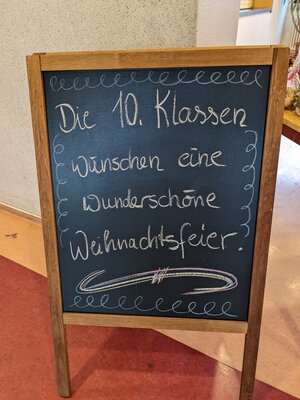 Die 10. Klassen
wünschen eine
wunderschöne
Weihnachtsfeier.